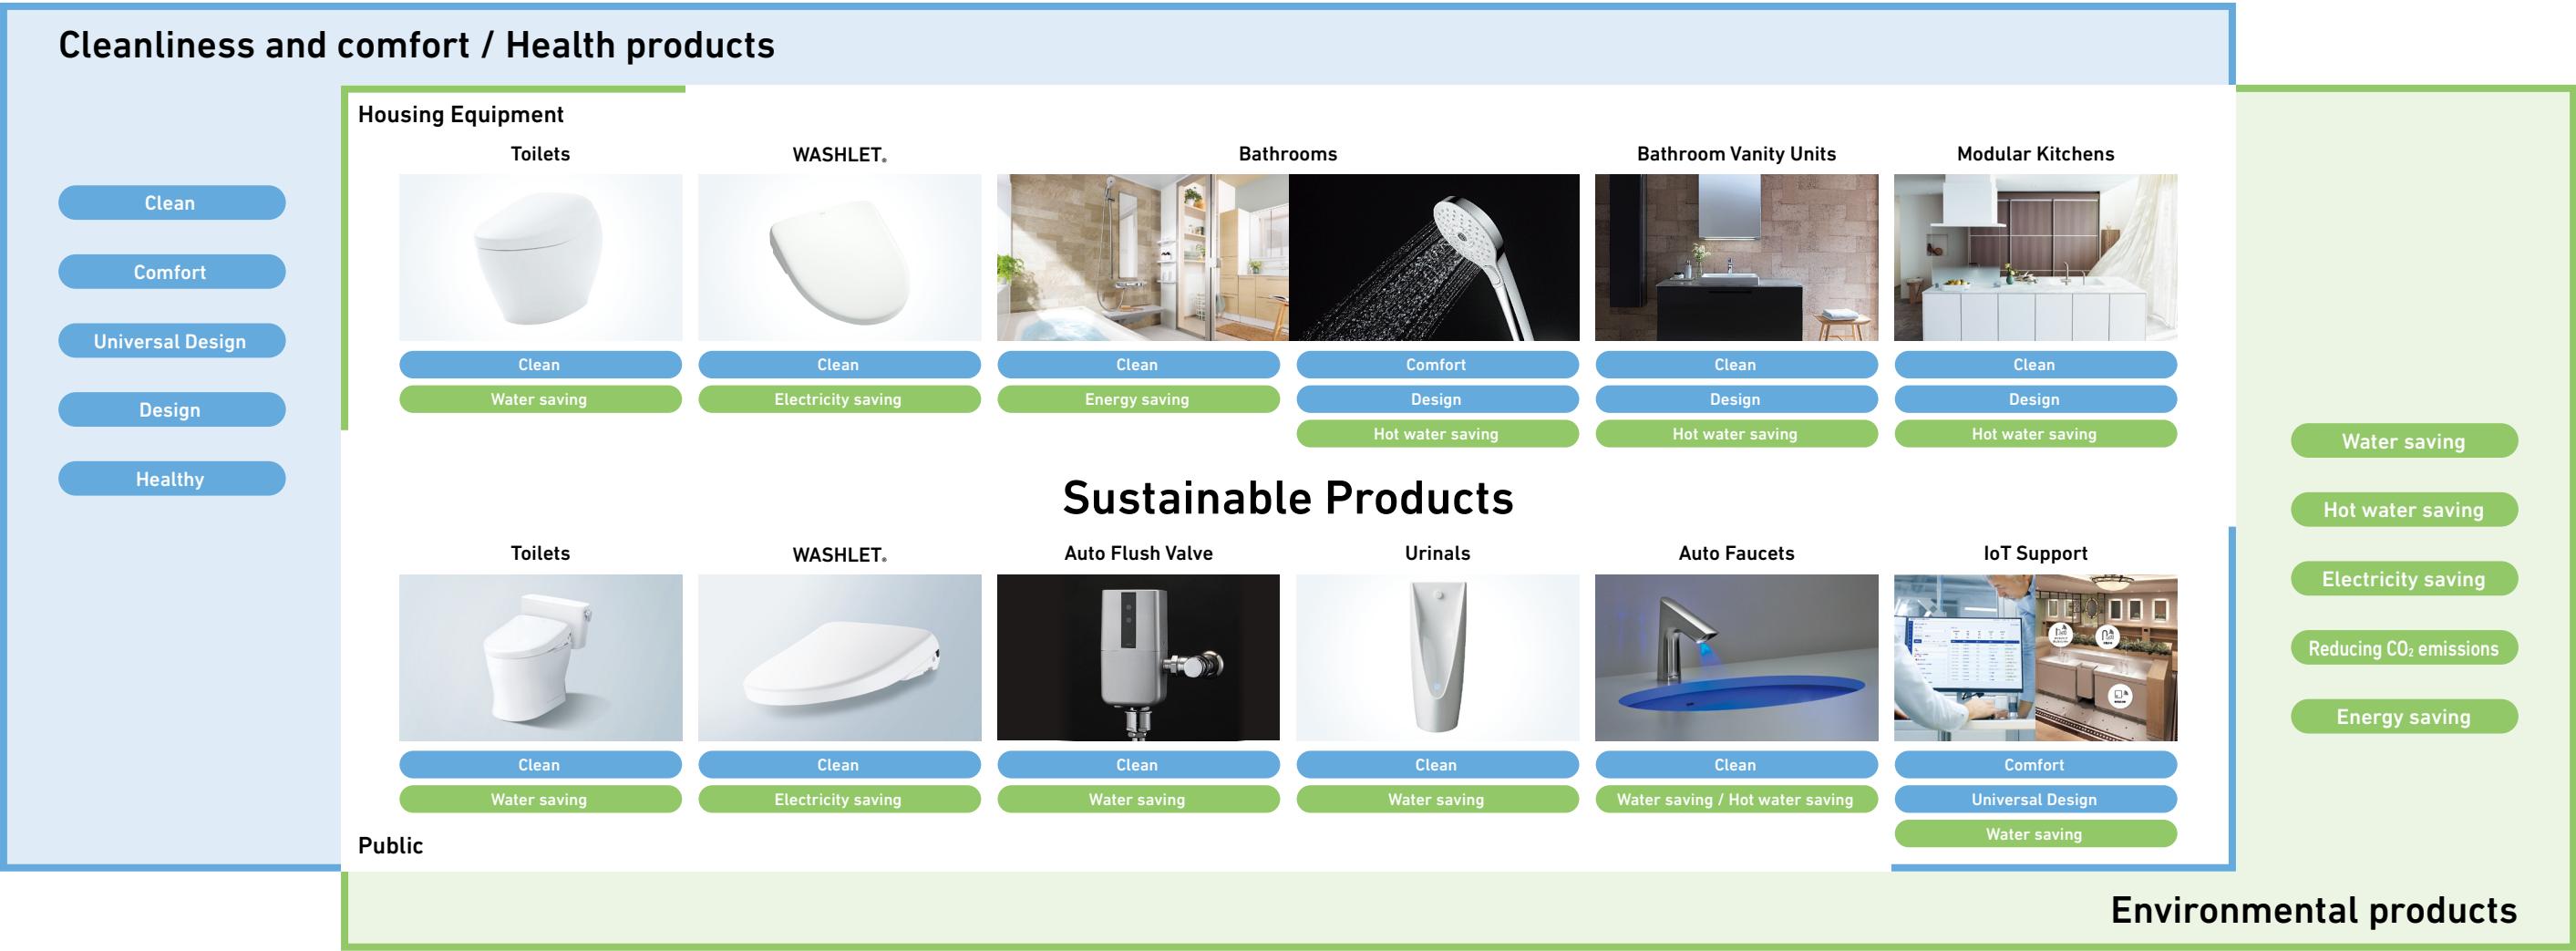 Cleanliness and comfort / Health products
Clean
Comfort
Universal Design
Design
Healthy
Housing Equipment
Toilets
WASHLET®
Bathrooms
Bathroom Vanity Units
Modular Kitchens
Clean
Water saving
Clean
Electricity saving
Clean
Energy saving
Comfort
Design
Hot water saving
Clean
Design
Hot water saving
Clean
Design
Hot water saving
Sustainable Products
Toilets
WASHLET®
Auto Flush Valve
Urinals
Auto Faucets
IoT Support
Clean
Water saving
Clean
Electricity saving
Clean
Water saving
Clean
Water saving
Clean
Water saving / Hot water saving
Comfort
Universal Design
Water saving
Public
Water saving
Hot water saving
Electricity saving
Reducing CO₂ emissions
Energy saving
Environmental products